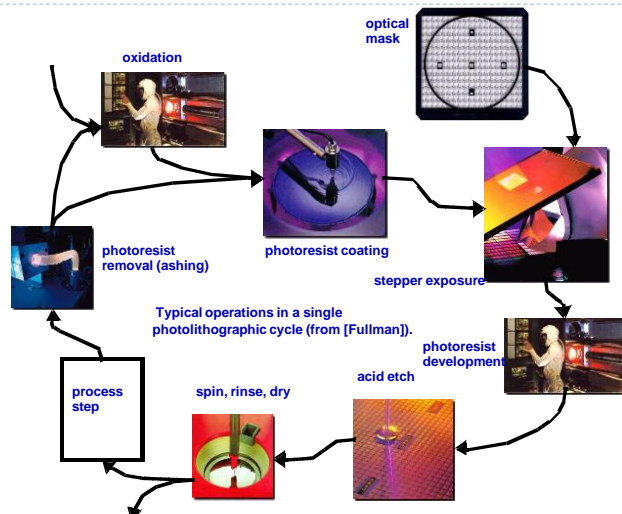 optical
mask
oxidation
photoresist
removal (ashing)
photoresist coating
stepper exposure
Typical operations in a single
photolithographic cycle (from [Fullman]).
photoresist
development
acid etch
process
step
spin, rinse, dry